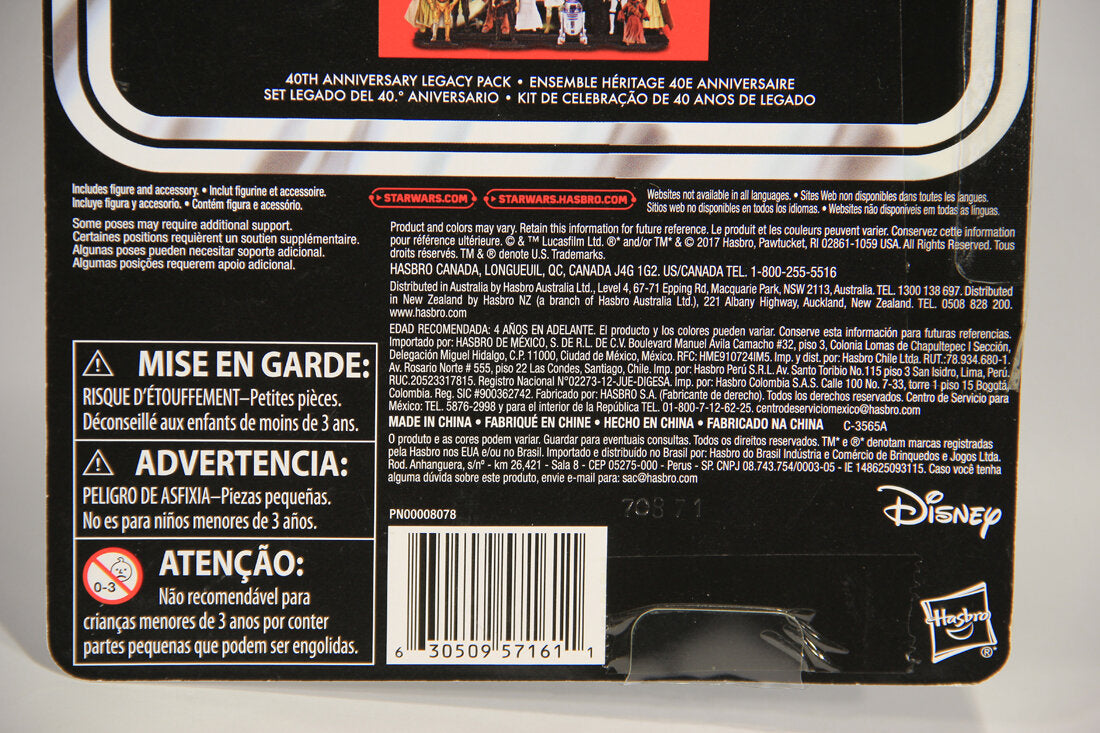 40TH ANNIVERSARY LEGACY PACK • ENSEMBLE HÉRITAGE 40E ANNIVERSAIRE
SET LEGADO DEL 40.° ANIVERSARIO • KIT DE CELEBRAÇÃO DE 40 ANOS DE LEGADO
Includes figure and accessory. • Inclut figurine et accessoire.
Incluye figura y accesorio. • Contém figura e acessório.
Some poses may require additional support.
Certaines positions requièrent un soutien supplémentaire.
Algunas poses pueden necesitar soporte adicional.
Algumas posições requerem apoio adicional.
STARWARS.COM
STARWARS.HASBRO.COM
Websites not available in all languages. • Sites Web non disponibles dans toutes les langues.
Sitios web no disponibles en todos los idiomas. • Websites não disponíveis em todas as línguas.
Product and colors may vary. Retain this information for future reference. Le produit et les couleurs peuvent varier. Conservez cette information
pour référence ultérieure. © & ™ Lucasfilm Ltd. ®* and/or TM* & © 2017 Hasbro, Pawtucket, RI 02861-1059 USA. All Rights Reserved. Tous
droits réservés. TM & ® denote U.S. Trademarks.
HASBRO CANADA, LONGUEUIL, QC, CANADA J4G 1G2. US/CANADA TEL. 1-800-255-5516
Distributed in Australia by Hasbro Australia Ltd., Level 4, 67-71 Epping Rd, Macquarie Park, NSW 2113, Australia. TEL. 1300 138 697. Distributed
in New Zealand by Hasbro NZ (a branch of Hasbro Australia Ltd.), 221 Albany Highway, Auckland, New Zealand. TEL. 0508 828 200.
www.hasbro.com
EDAD RECOMENDADA: 4 AÑOS EN ADELANTE. El producto y los colores pueden variar. Conserve esta información para futuras referencias.
Importado por: HASBRO DE MÉXICO, S. DE R.L. DE C.V. Boulevard Manuel Ávila Camacho #32, piso 3, Colonia Lomas de Chapultepec I Sección,
Delegación Miguel Hidalgo, C.P. 11000, Ciudad de México, México. RFC: HME910724IM5. Imp. y dist. por: Hasbro Chile Ltda. RUT.:78.934.680-1.
Av. Rosario Norte # 555, piso 22 Las Condes, Santiago, Chile. Imp. por: Hasbro Perú S.R.L. Av. Santo Toribio No.115 piso 3 San Isidro, Lima, Perú.
RUC.20523317815. Registro Nacional N°02273-12-JUE-DIGESA. Imp. por: Hasbro Colombia S.A.S. Calle 100 No. 7-33, torre 1 piso 15 Bogotá,
Colombia. Reg. SIC #900362742. Fabricado por: HASBRO S.A. (Fabricante de Derecho). Todos los derechos reservados. Centro de Servicio para
México: TEL. 5876-2998 y para el interior de la República TEL. 01-800-7-12-62-25. centrodeserviciomexico@hasbro.com
MADE IN CHINA • FABRIQUÉ EN CHINE • HECHO EN CHINA • FABRICADO NA CHINA C-3565A
O produto e as cores podem variar. Guardar para eventuais consultas. Todos os direitos reservados. TM* e ®* denotam marcas registradas
pela Hasbro nos EUA e/ou no Brasil. Importado e distribuído no Brasil por: Hasbro do Brasil Indústria e Comércio de Brinquedos e Jogos Ltda.
Rod. Anhanguera, s/nº - km 26,421 - Sala 8 - CEP 05275-000 - Perus - SP. CNPJ 08.743.754/0003-05 - IE 148625093115. Caso você tenha
alguma dúvida sobre este produto, envie e-mail para: sac@hasbro.com
MISE EN GARDE:
RISQUE D'ÉTOUFFEMENT–Petites pièces.
Déconseillé aux enfants de moins de 3 ans.
ADVERTENCIA:
PELIGRO DE ASFIXIA–Piezas pequeñas.
No es para niños menores de 3 años.
0-3
ATENÇÃO:
Não recomendável para
crianças menores de 3 anos por conter
partes pequenas que podem ser engolidas.
PN00008078
70871
6 30509 57161 1
Disney
Hasbro ®